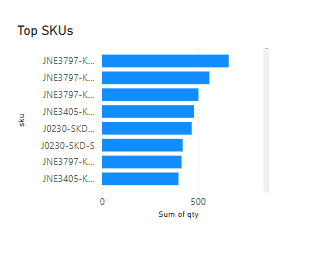 Top SKUs
JNE3797-K...
JNE3797-K...
JNE3797-K...
JNE3405-K...
J0230-SKD...
J0230-SKD-S
JNE3797-K...
JNE3405-K...
sku
0 500
Sum of qty